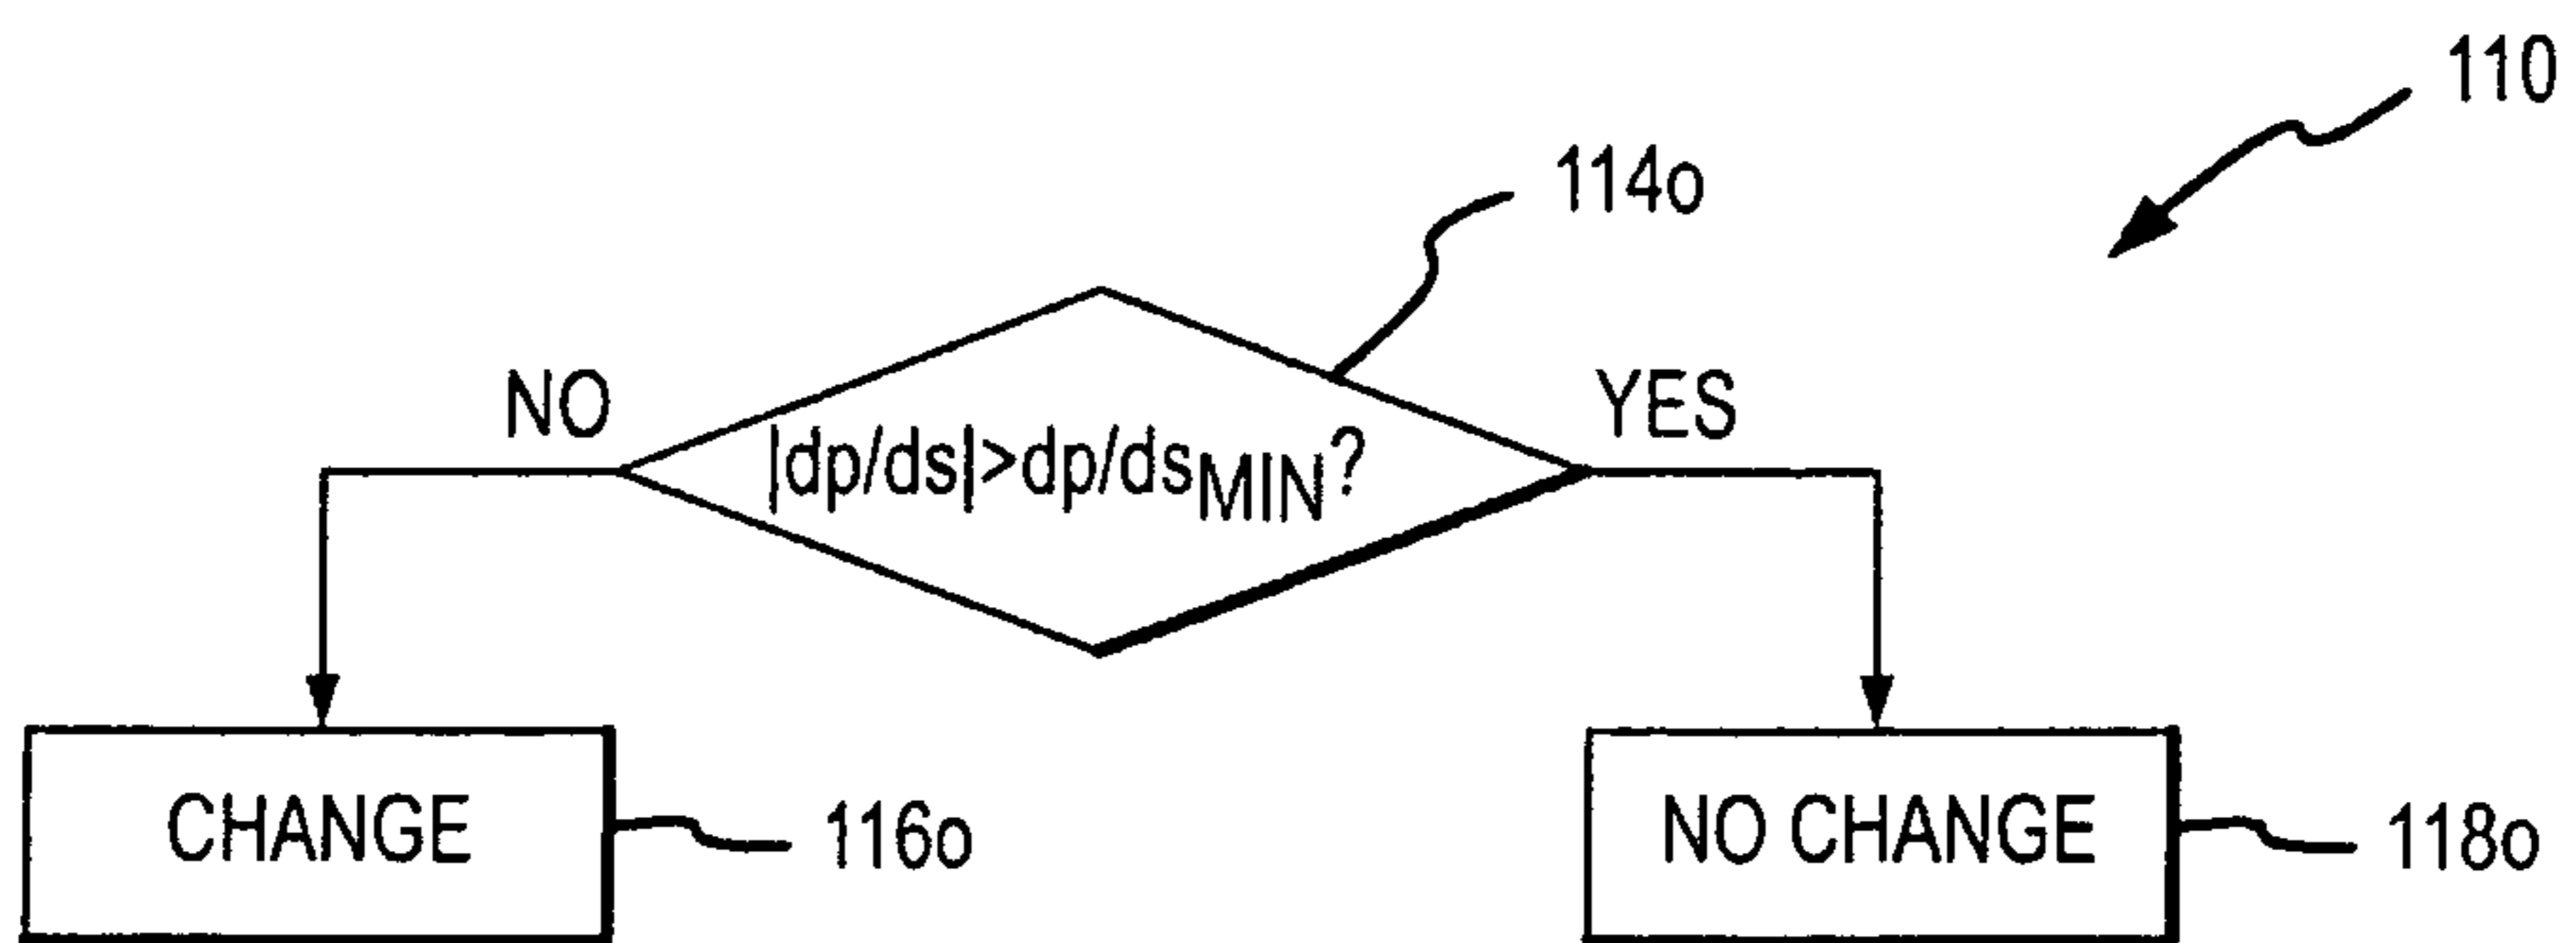 110
114o
NO
YES
|dp/ds|>dp/dsMIN?
CHANGE
116o
NO CHANGE
118o